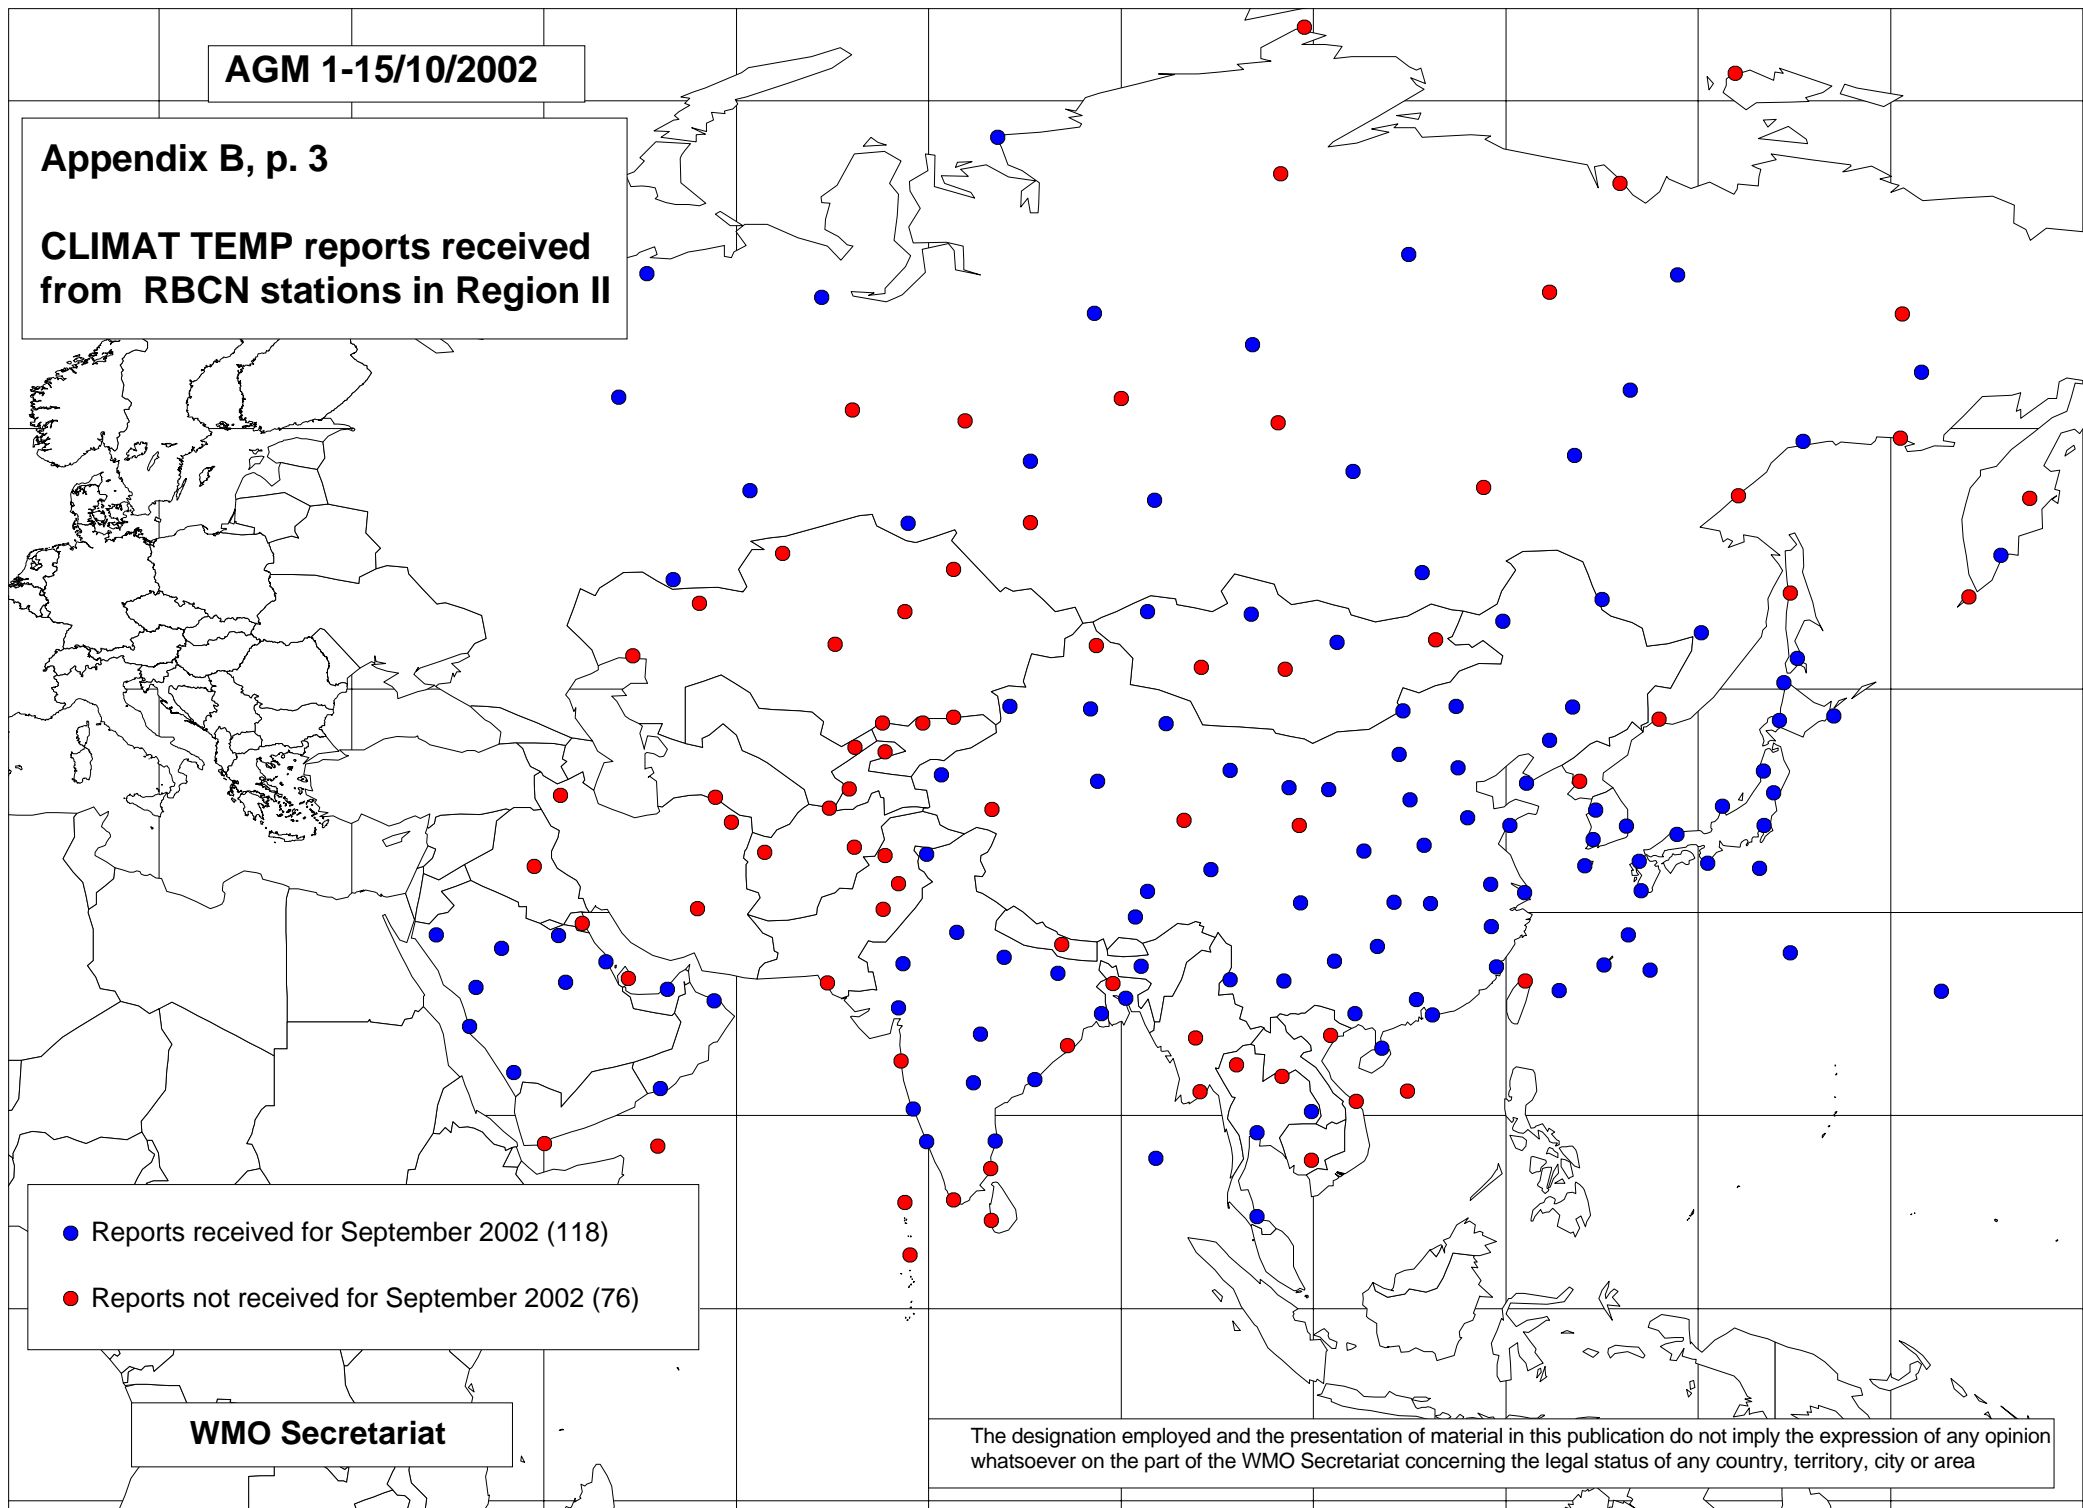 AGM 1-15/10/2002
Appendix B, p. 3
CLIMAT TEMP reports received
from RBCN stations in Region II
Reports received for September 2002 (118)
Reports not received for September 2002 (76)
WMO Secretariat
The designation employed and the presentation of material in this publication do not imply the expression of any opinion
whatsoever on the part of the WMO Secretariat concerning the legal status of any country, territory, city or area